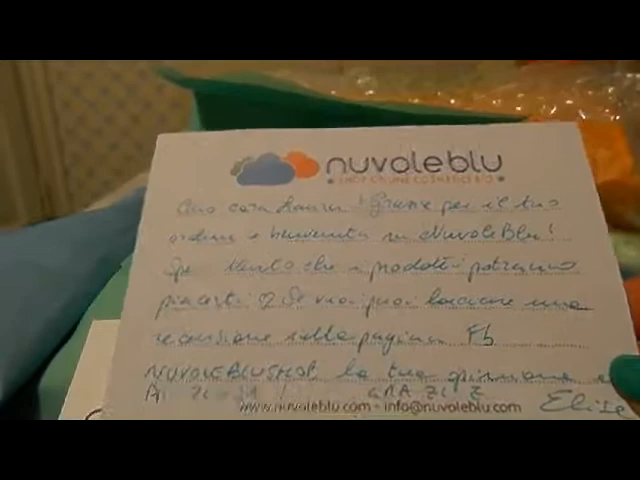 nuvoleblu
SHOP ONLINE COSMETICI BIO
Ciao cara Laura! Grazie per il tuo
ordine e benvenuta su NuvoleBlu!
che i prodotti potranno
piacerti ♡ Se vuoi puoi lasciare una
recensione sulla pagina Fb
NUVOLEBLUSHOP la tua opinione è
GRAZIE
www.nuvoleblu.com - info@nuvoleblu.com
Elisa